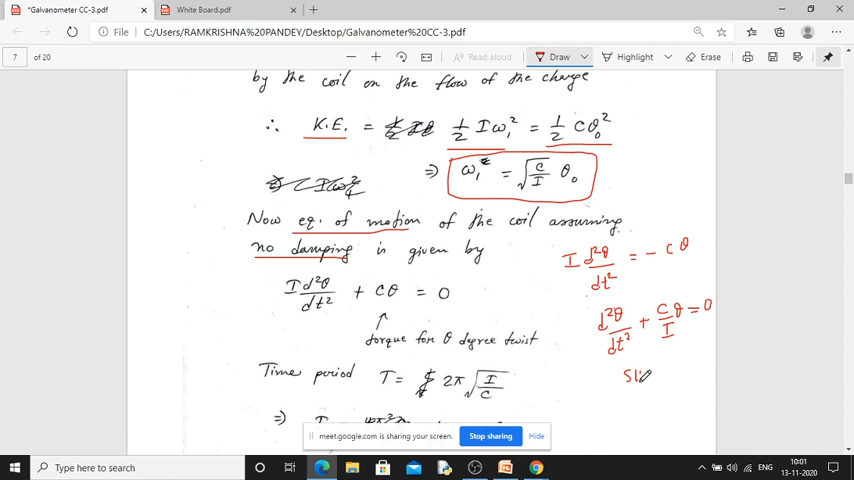 *Galvanometer CC-3.pdf
White Board.pdf
C:/Users/RAMKRISHNA%20PANDEY/Desktop/Galvanometer%20CC-3.pdf
7 of 20
Read aloud
Draw
Highlight
Erase
by the coil on the flow of the charge
∴ K.E. = 1/2 Iω₁² = 1/2 Cθ₀²
⇒ ω₁ = √(C/I) θ₀
Now eq. of motion of the coil assuming
no damping is given by
I d²θ/dt² = - Cθ
I d²θ/dt² + Cθ = 0
d²θ/dt² + C/I θ = 0
↑
torque for θ degree twist
Time period T = 2π √(I/C)
⇒
meet.google.com is sharing your screen.
Stop sharing
Hide
Type here to search
ENG
10:01
13-11-2020